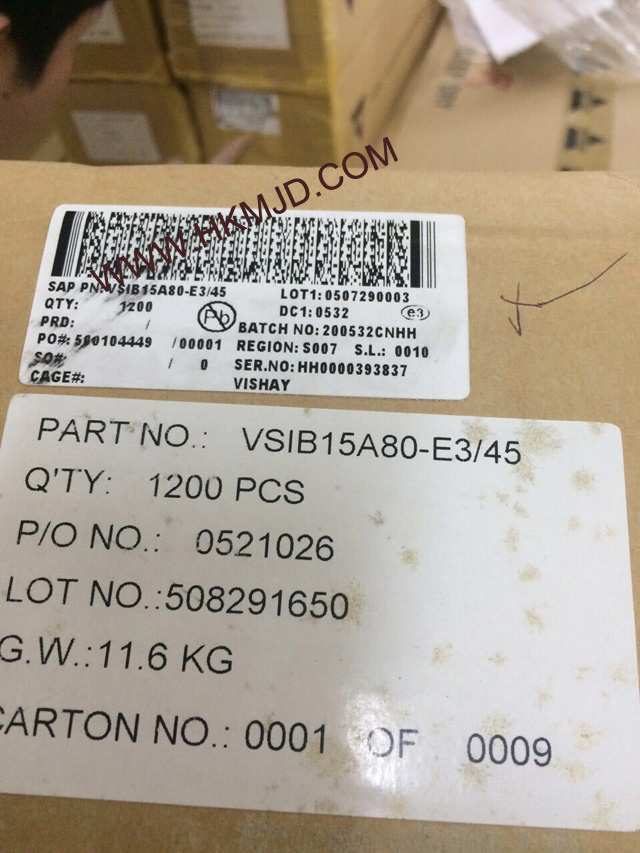 WWW.HKMJD.COM
SAP PN:VSIB15A80-E3/45 LOT1: 0507290003
QTY: 1200 DC1: 0532 e3
PRD: / Pb BATCH NO: 200532CNHH
PO#: 500104449 /00001 REGION: S007 S.L.: 0010
SO#: / 0 SER.NO: HH0000393837
CAGE#: VISHAY
PART NO.: VSIB15A80-E3/45
Q'TY: 1200 PCS
P/O NO.: 0521026
LOT NO.:508291650
G.W.:11.6 KG
CARTON NO.: 0001 OF 0009